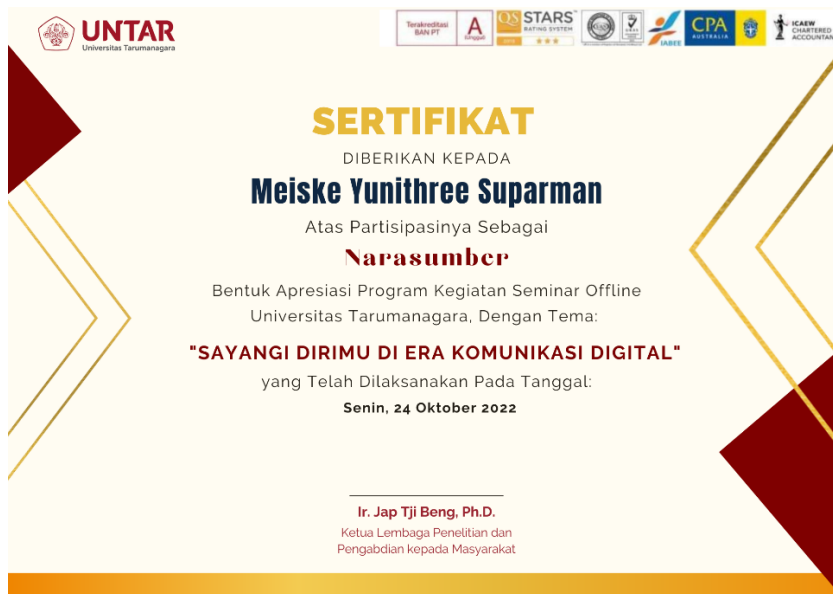 UNTAR
Universitas Tarumanagara
Terakreditasi
BAN PT
A
Unggul
QS STARS
RATING SYSTEM
IABEE
CPA
AUSTRALIA
ICAEW
CHARTERED
ACCOUNTAN
SERTIFIKAT
DIBERIKAN KEPADA
Meiske Yunithree Suparman
Atas Partisipasinya Sebagai
Narasumber
Bentuk Apresiasi Program Kegiatan Seminar Offline
Universitas Tarumanagara, Dengan Tema:
"SAYANGI DIRIMU DI ERA KOMUNIKASI DIGITAL"
yang Telah Dilaksanakan Pada Tanggal:
Senin, 24 Oktober 2022
Ir. Jap Tji Beng, Ph.D.
Ketua Lembaga Penelitian dan
Pengabdian kepada Masyarakat